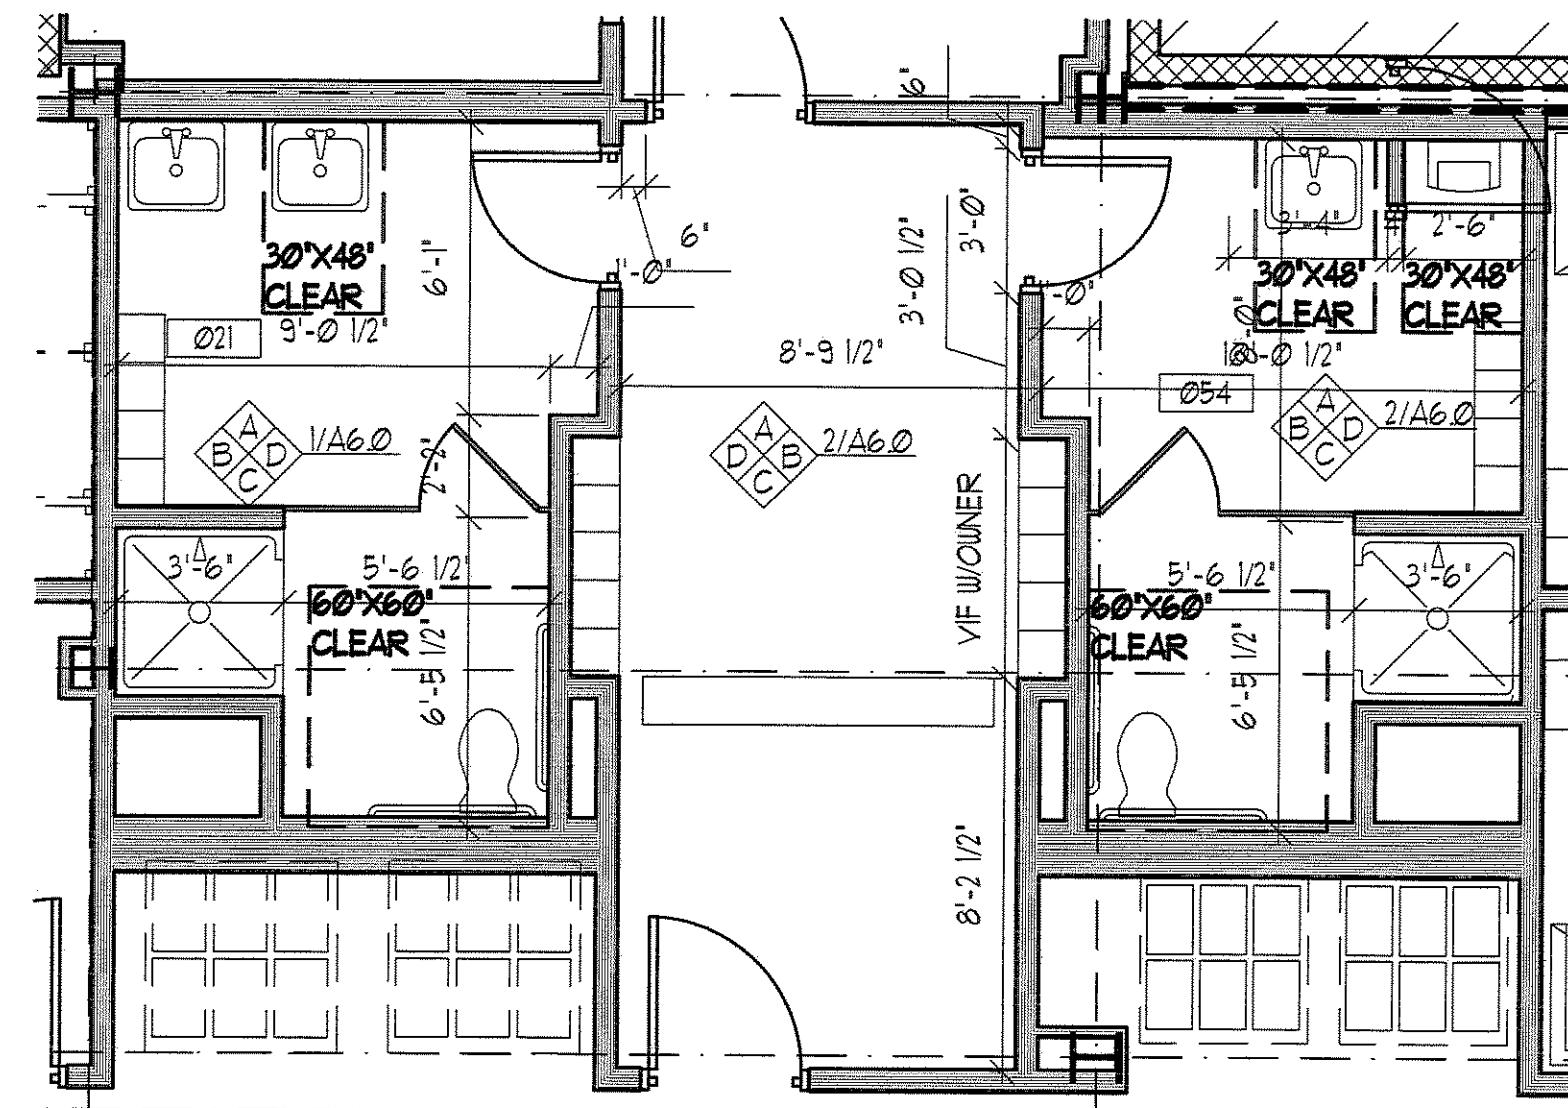 6"
30"X48"
CLEAR
6'-1"
6"
1'-0"
3'-0 1/2"
3'-0"
3'-4"
4"
2'-6"
30"X48"
CLEAR
30"X48"
CLEAR
021
9'-0 1/2"
8'-9 1/2"
054
A
B D
C
1/A6.0
2'-2"
A
D B
C
2/A6.0
A
B D
C
2/A6.0
VIF W/OWNER
3'-6"
5'-6 1/2"
60"X60"
CLEAR
6'-5 1/2"
5'-6 1/2"
60"X60"
CLEAR
6'-5 1/2"
3'-6"
8'-2 1/2"